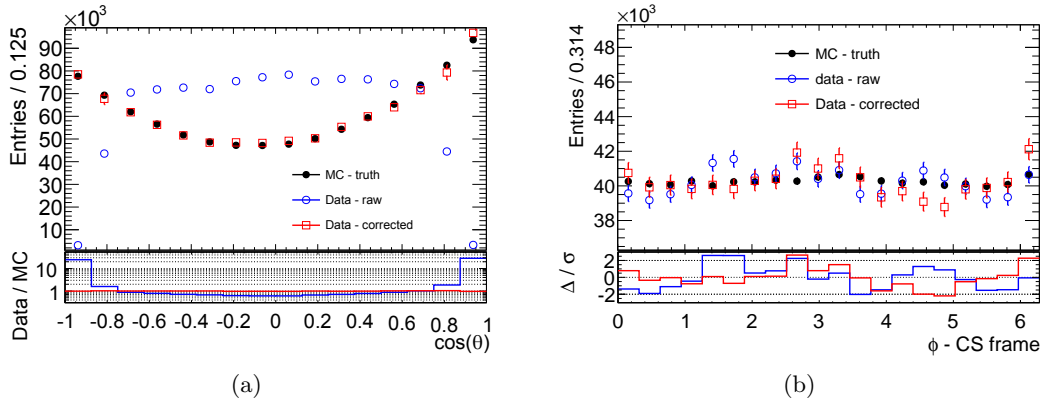 ×10³
Entries / 0.125
90
80
70
60
50
40
30
20
10
MC - truth
Data - raw
Data - corrected
Data / MC
10
1
-1 -0.8 -0.6 -0.4 -0.2 0 0.2 0.4 0.6 0.8 1
cos(θ)
(a)
×10³
Entries / 0.314
48
46
44
42
40
38
MC - truth
data - raw
Data - corrected
Δ / σ
2
0
-2
0 1 2 3 4 5 6
ϕ - CS frame
(b)